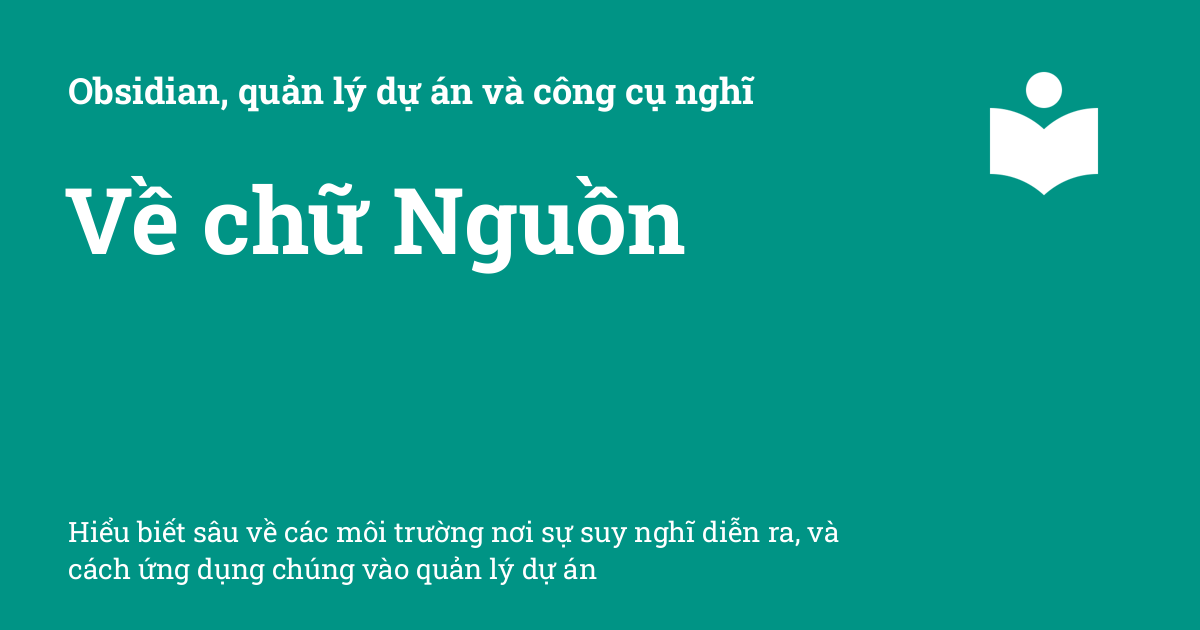 Obsidian, quản lý dự án và công cụ nghĩ
Về chữ Nguồn
Hiểu biết sâu về các môi trường nơi sự suy nghĩ diễn ra, và
cách ứng dụng chúng vào quản lý dự án